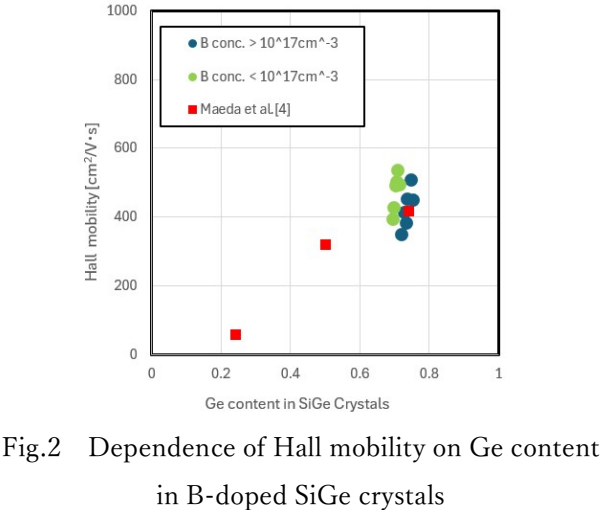 1000
800
600
400
200
0
B conc. > 10^17cm^-3
B conc. < 10^17cm^-3
Maeda et al.[4]
Hall mobility [cm²/V・s]
0 0.2 0.4 0.6 0.8 1
Ge content in SiGe Crystals
Fig.2 Dependence of Hall mobility on Ge content
in B-doped SiGe crystals